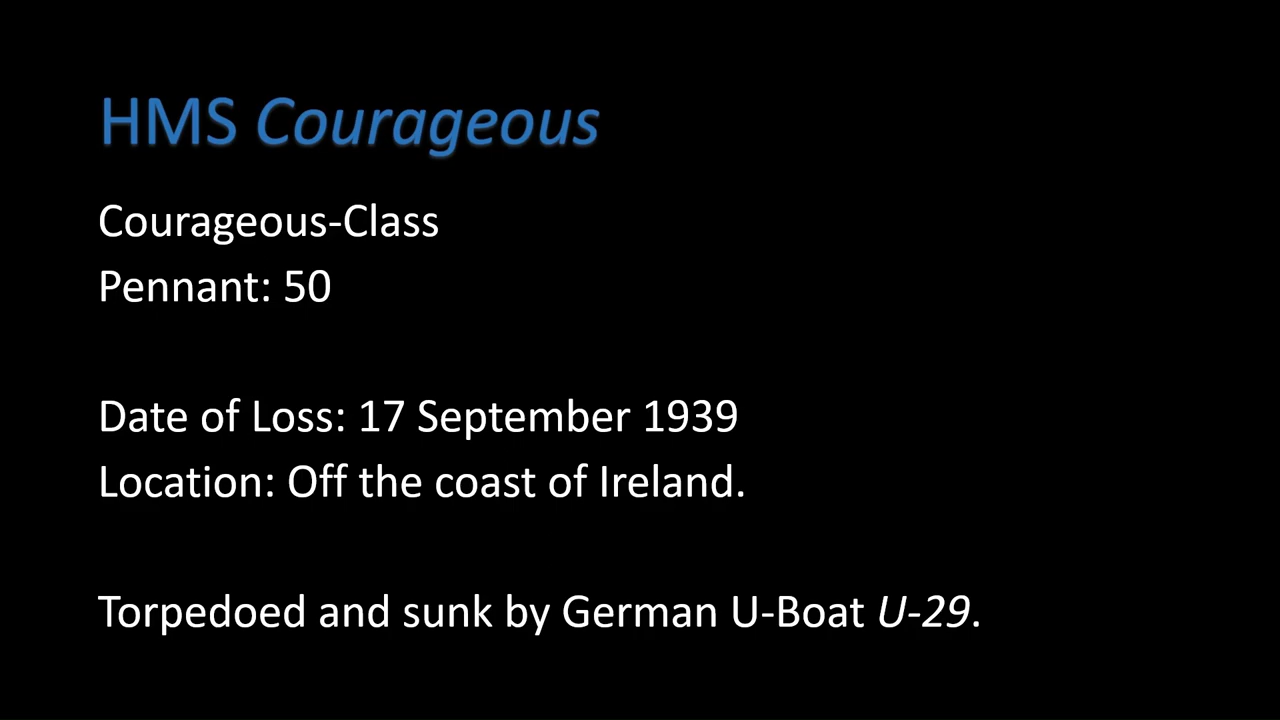 HMS Courageous
Courageous-Class
Pennant: 50
Date of Loss: 17 September 1939
Location: Off the coast of Ireland.
Torpedoed and sunk by German U-Boat U-29.